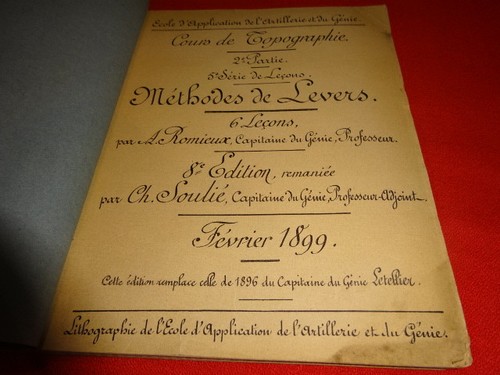 Ecole d'Application de l'Artillerie et du Génie
Cours de Topographie.
2e Partie.
5e Série de Leçons.
Méthodes de Levers.
6 Leçons,
par A. Romieux, Capitaine du Génie, Professeur.
8e Edition, remaniée
par Ch. Soulié, Capitaine du Génie, Professeur-Adjoint.
Février 1899.
Cette édition remplace celle de 1896 du Capitaine du Génie Letellier.
Lithographie de l'Ecole d'Application de l'Artillerie et du Génie.